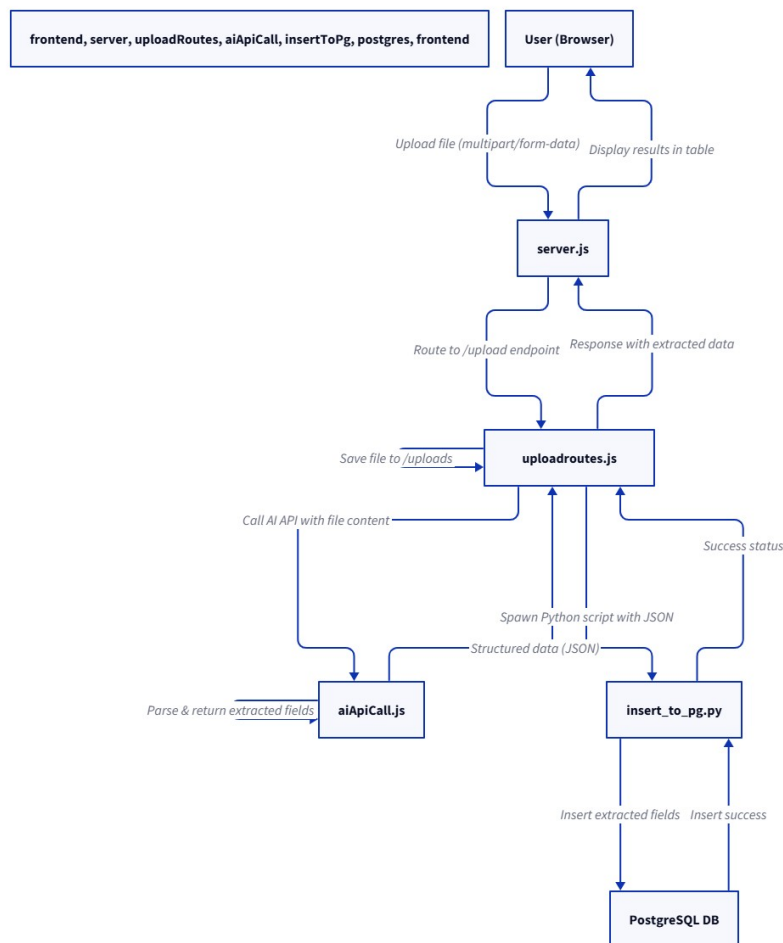 frontend, server, uploadRoutes, aiApiCall, insertToPg, postgres, frontend
User (Browser)
Upload file (multipart/form-data)
Display results in table
server.js
Route to /upload endpoint
Response with extracted data
uploadroutes.js
Save file to /uploads
Call AI API with file content
Success status
Spawn Python script with JSON
Structured data (JSON)
Parse & return extracted fields
aiApiCall.js
insert_to_pg.py
Insert extracted fields
Insert success
PostgreSQL DB